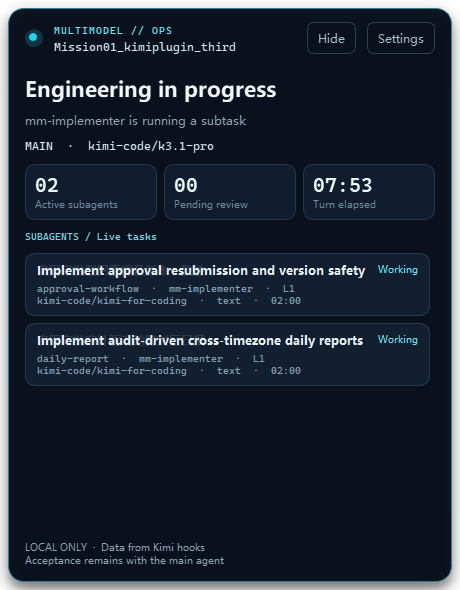 MULTIMODEL // OPS
Mission01_kimiplugin_third
Hide
Settings
Engineering in progress
mm-implementer is running a subtask
MAIN · kimi-code/k3.1-pro
02
Active subagents
00
Pending review
07:53
Turn elapsed
SUBAGENTS / Live tasks
Implement approval resubmission and version safety
Working
approval-workflow · mm-implementer · L1
kimi-code/kimi-for-coding · text · 02:00
Implement audit-driven cross-timezone daily reports
Working
daily-report · mm-implementer · L1
kimi-code/kimi-for-coding · text · 02:00
LOCAL ONLY · Data from Kimi hooks
Acceptance remains with the main agent